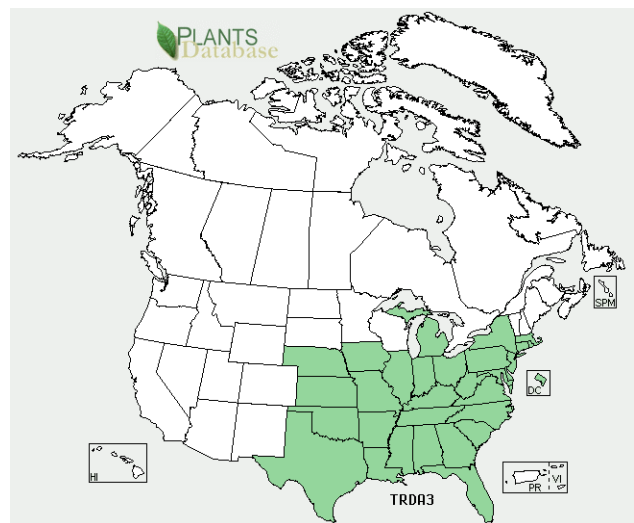 PLANTS
Database
SPM
DC
HI
PR
VI
TRDA3